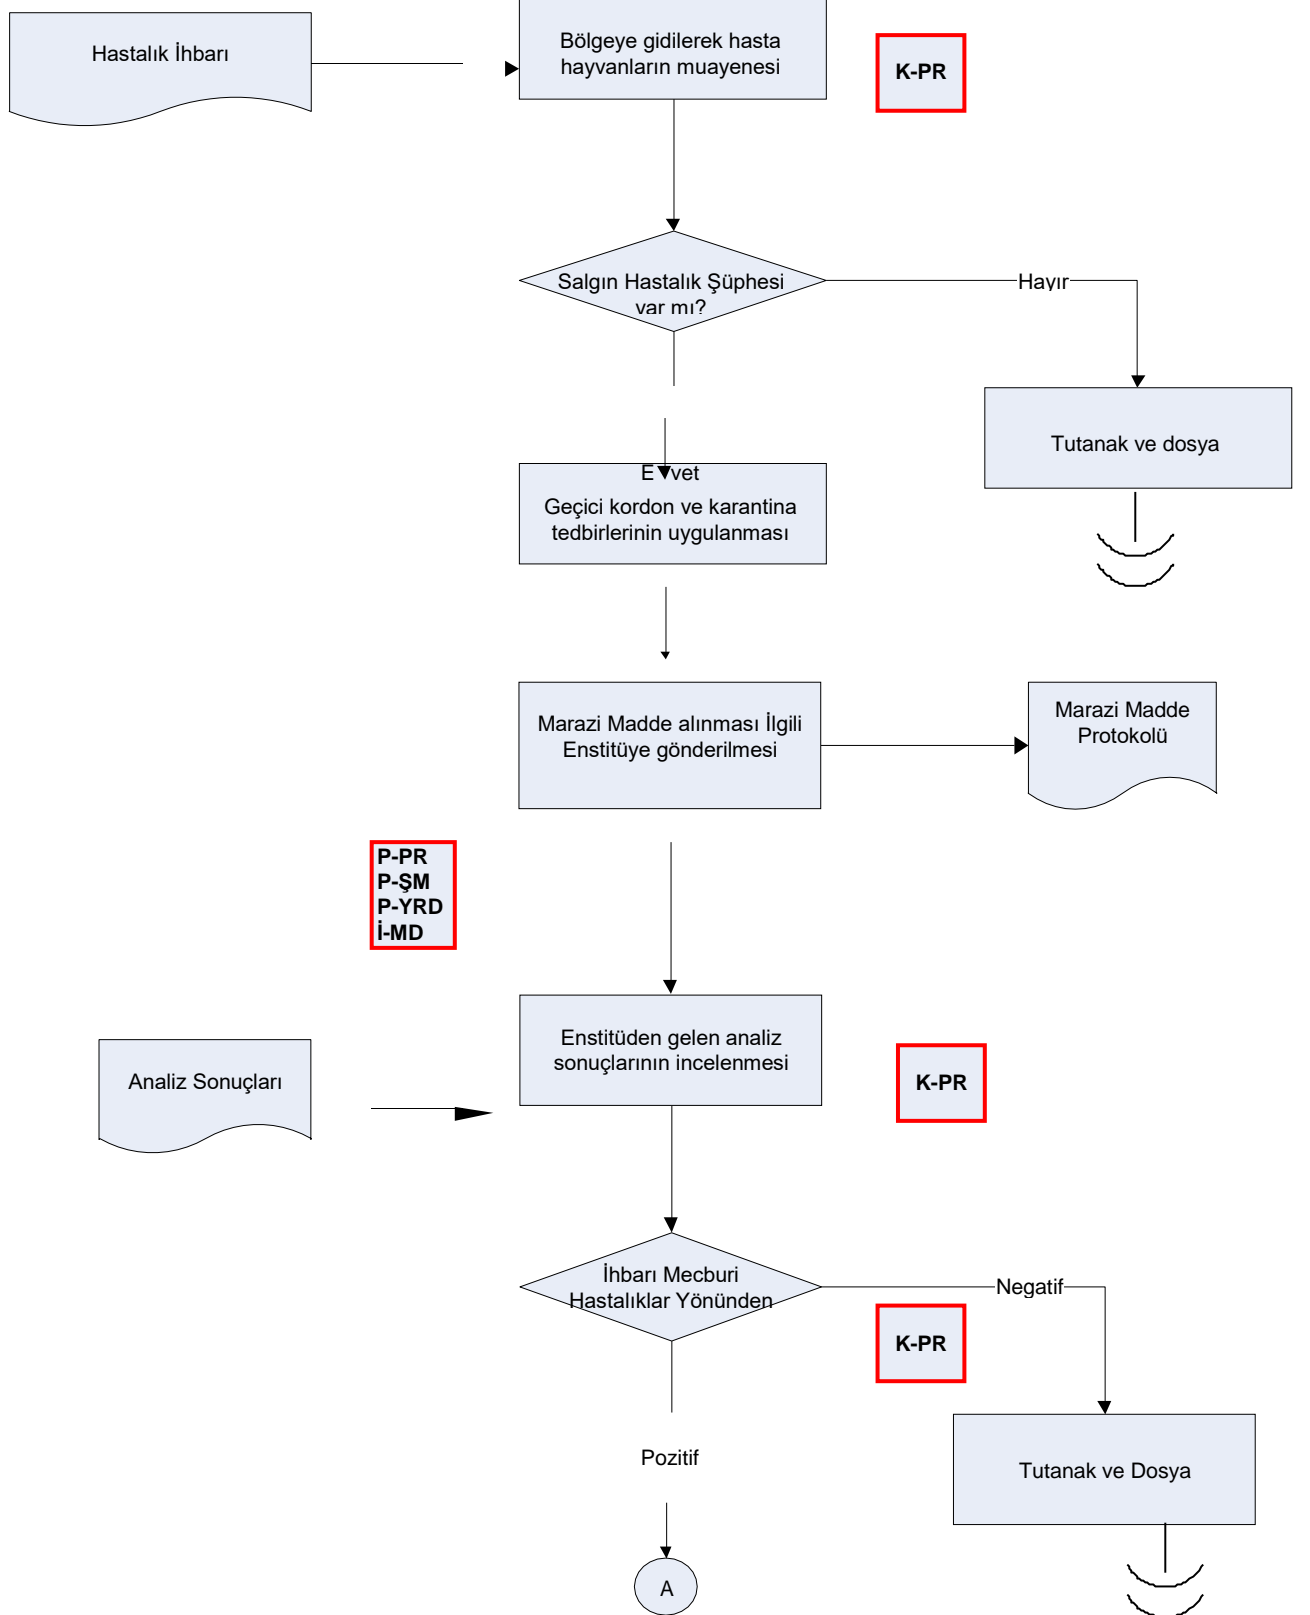 Hastalık İhbarı
Bölgeye gidilerek hasta
hayvanların muayenesi
K-PR
Salgın Hastalık Şüphesi
var mı?
Hayır
Tutanak ve dosya
E vet
Geçici kordon ve karantina
tedbirlerinin uygulanması
Marazi Madde alınması İlgili
Enstitüye gönderilmesi
Marazi Madde
Protokolü
P-PR
P-ŞM
P-YRD
İ-MD
Enstitüden gelen analiz
sonuçlarının incelenmesi
Analiz Sonuçları
K-PR
İhbarı Mecburi
Hastalıklar Yönünden
Negatif
K-PR
Pozitif
Tutanak ve Dosya
A